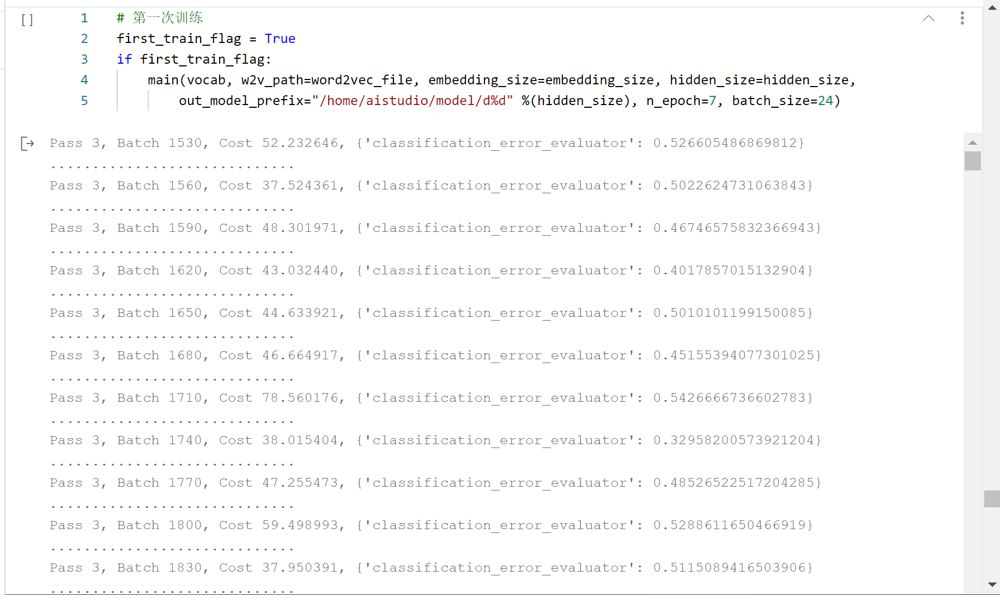 [ ]
1 # 第一次训练
2 first_train_flag = True
3 if first_train_flag:
4 main(vocab, w2v_path=word2vec_file, embedding_size=embedding_size, hidden_size=hidden_size,
5 out_model_prefix="/home/aistudio/model/d%d" %(hidden_size), n_epoch=7, batch_size=24)
Pass 3, Batch 1530, Cost 52.232646, {'classification_error_evaluator': 0.526605486869812}
.............................
Pass 3, Batch 1560, Cost 37.524361, {'classification_error_evaluator': 0.5022624731063843}
.............................
Pass 3, Batch 1590, Cost 48.301971, {'classification_error_evaluator': 0.46746575832366943}
.............................
Pass 3, Batch 1620, Cost 43.032440, {'classification_error_evaluator': 0.4017857015132904}
.............................
Pass 3, Batch 1650, Cost 44.633921, {'classification_error_evaluator': 0.5010101199150085}
.............................
Pass 3, Batch 1680, Cost 46.664917, {'classification_error_evaluator': 0.45155394077301025}
.............................
Pass 3, Batch 1710, Cost 78.560176, {'classification_error_evaluator': 0.5426666736602783}
.............................
Pass 3, Batch 1740, Cost 38.015404, {'classification_error_evaluator': 0.32958200573921204}
.............................
Pass 3, Batch 1770, Cost 47.255473, {'classification_error_evaluator': 0.48526522517204285}
.............................
Pass 3, Batch 1800, Cost 59.498993, {'classification_error_evaluator': 0.5288611650466919}
.............................
Pass 3, Batch 1830, Cost 37.950391, {'classification_error_evaluator': 0.5115089416503906}
.............................